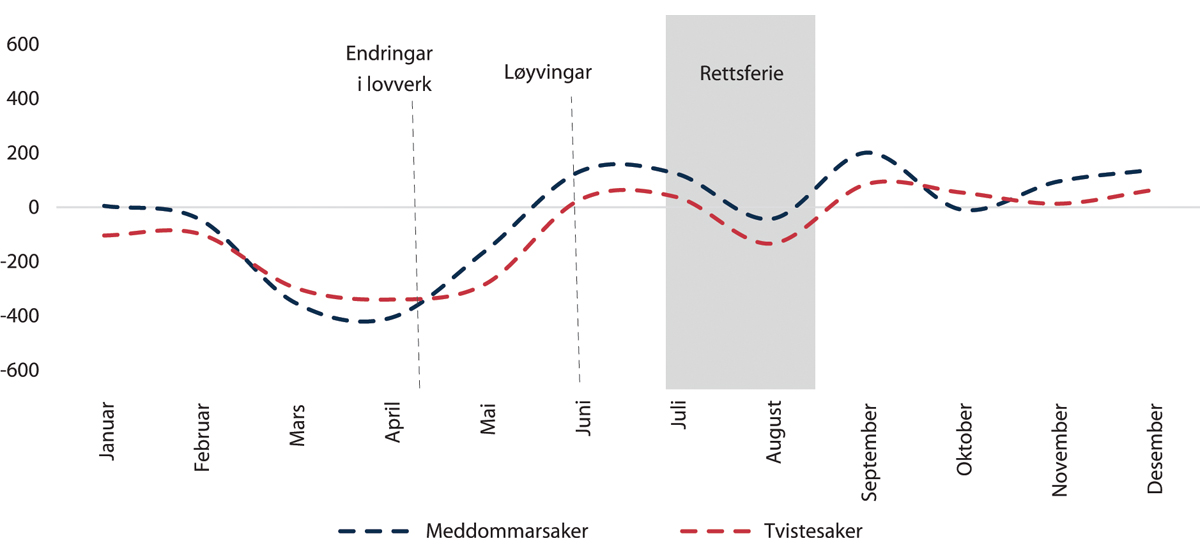 600
400
200
0
-200
-400
-600
Endringar
i lovverk
Løyvingar
Rettsferie
Januar
Februar
Mars
April
Mai
Juni
Juli
August
September
Oktober
November
Desember
Meddommarsaker
Tvistesaker